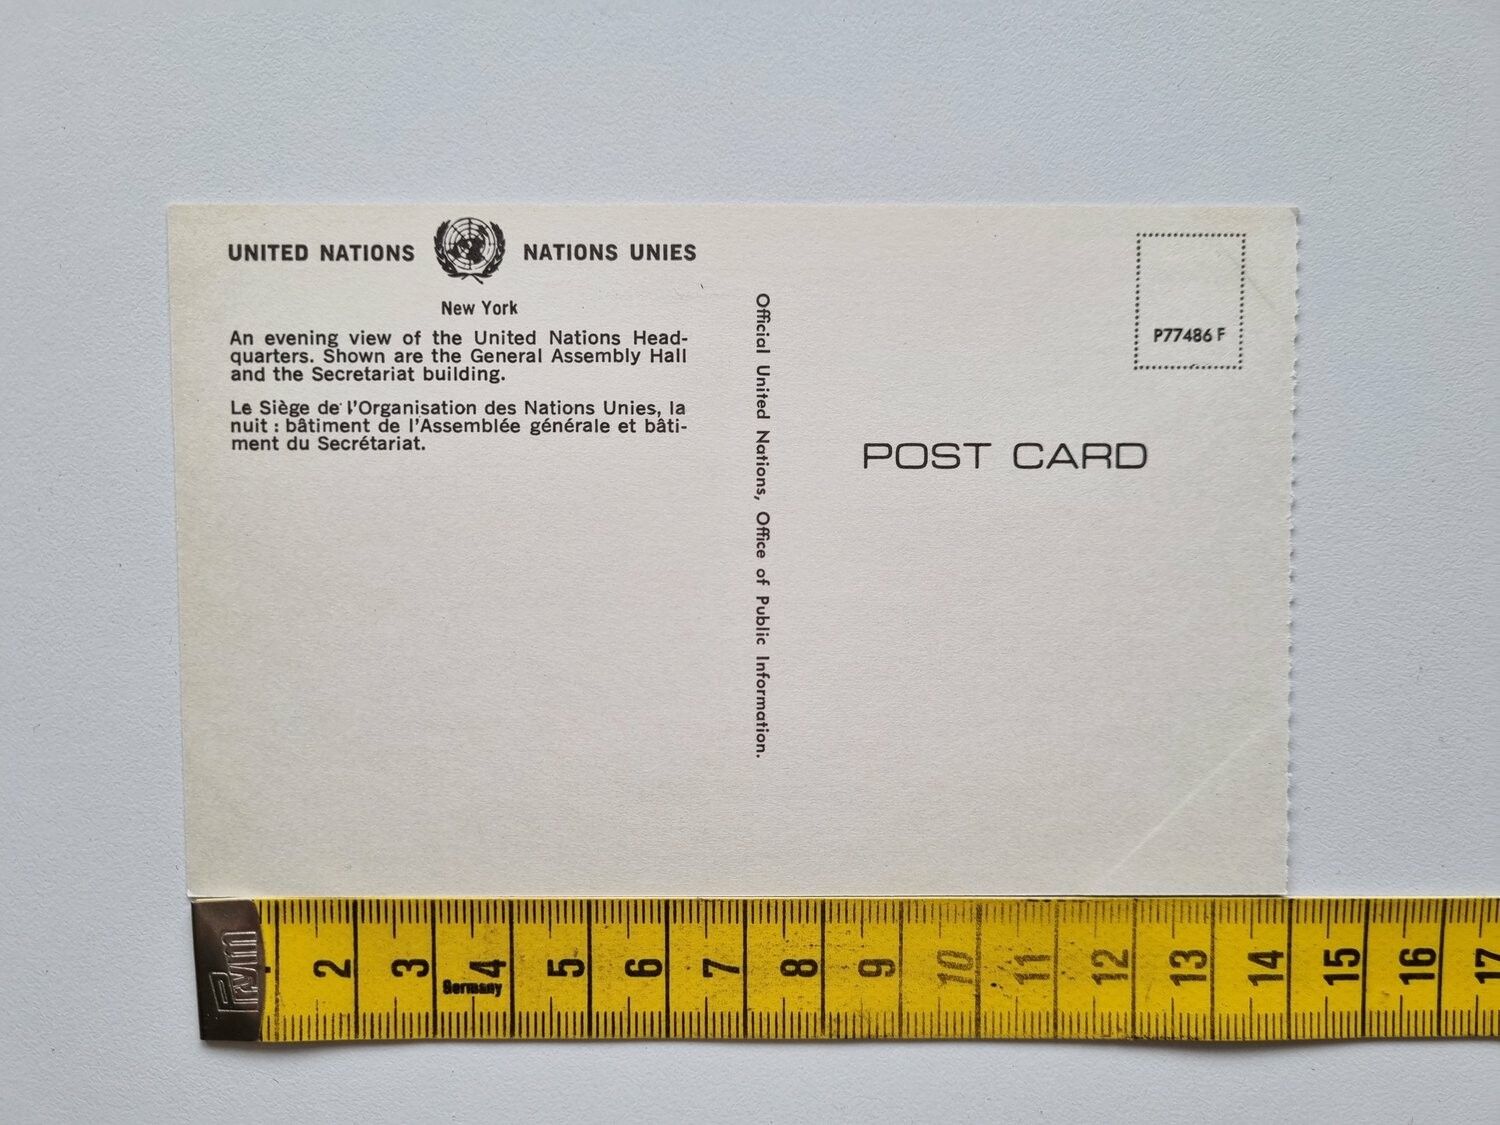 UNITED NATIONS NATIONS UNIES
New York
An evening view of the United Nations Head-
quarters. Shown are the General Assembly Hall
and the Secretariat building.
Le Siège de l'Organisation des Nations Unies, la
nuit : bâtiment de l'Assemblée générale et bâti-
ment du Secrétariat.
Official United Nations, Office of Public Information.
P77486 F
POST CARD
Prym
2 3 4 5 6 7 8 9 10 11 12 13 14 15 16 17
Germany